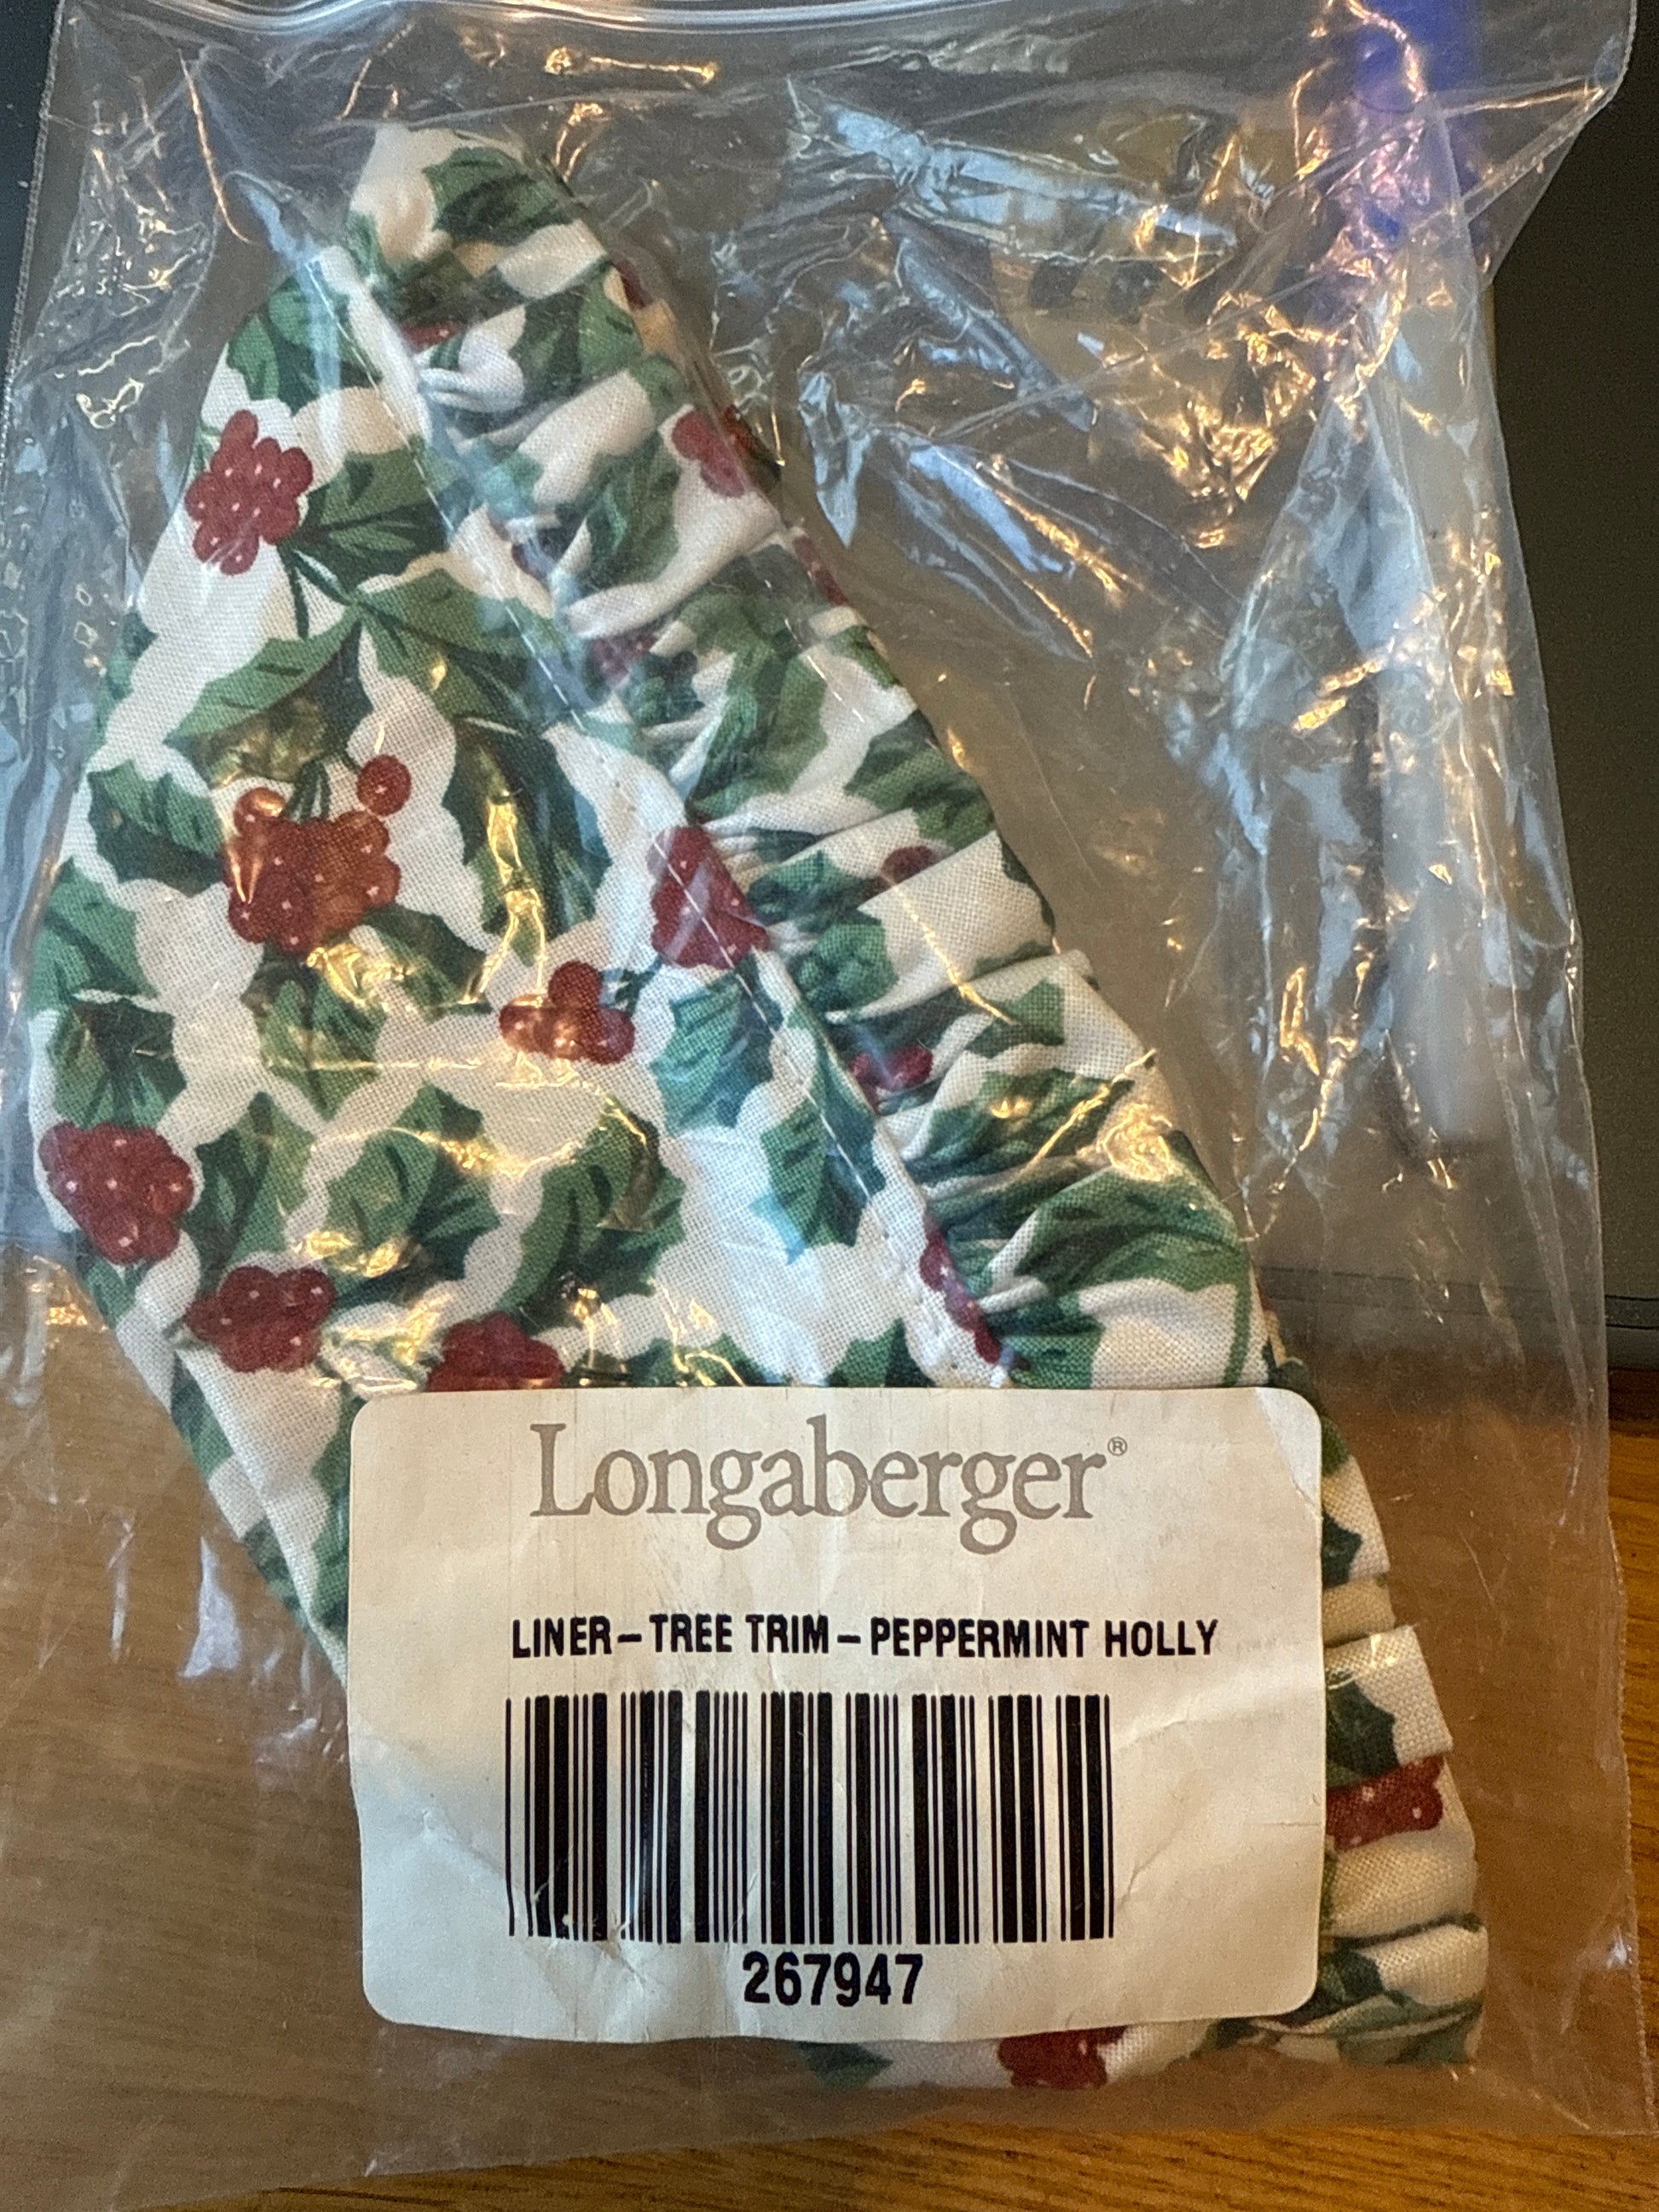 Longaberger®
LINER–TREE TRIM–PEPPERMINT HOLLY
267947